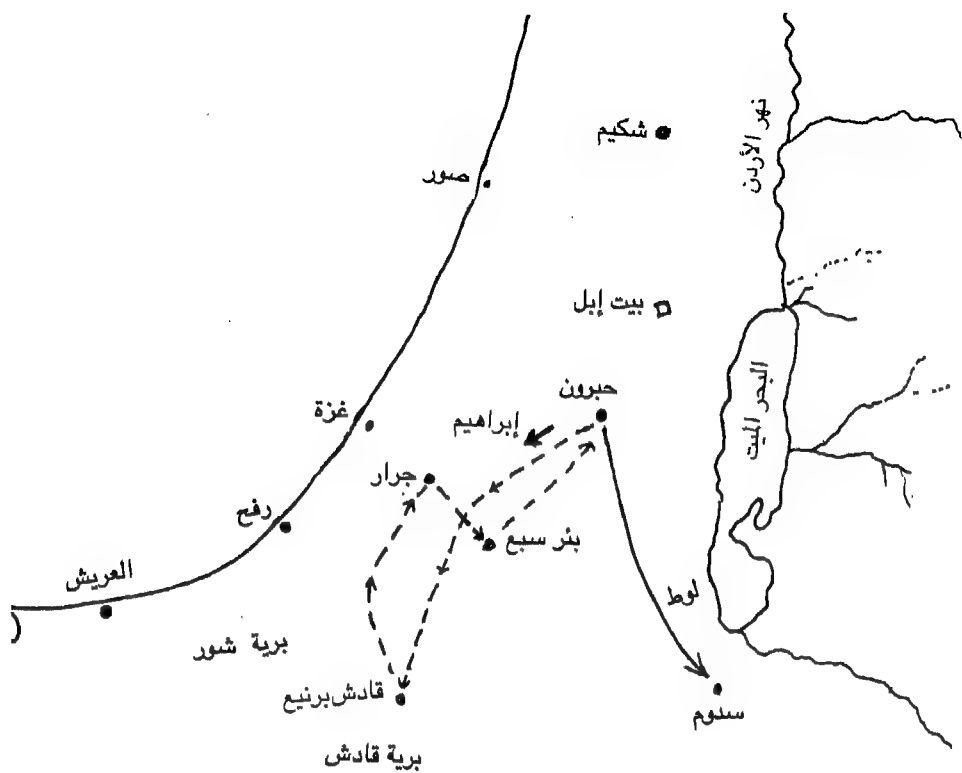 شكيم
نهر الأردن
صور
بيت إبل
البحر الميت
حبرون
غزة
إبراهيم
جرار
رفح
بئر سبع
العريش
لوط
برية شور
قادش برنيع
سدوم
برية قادش